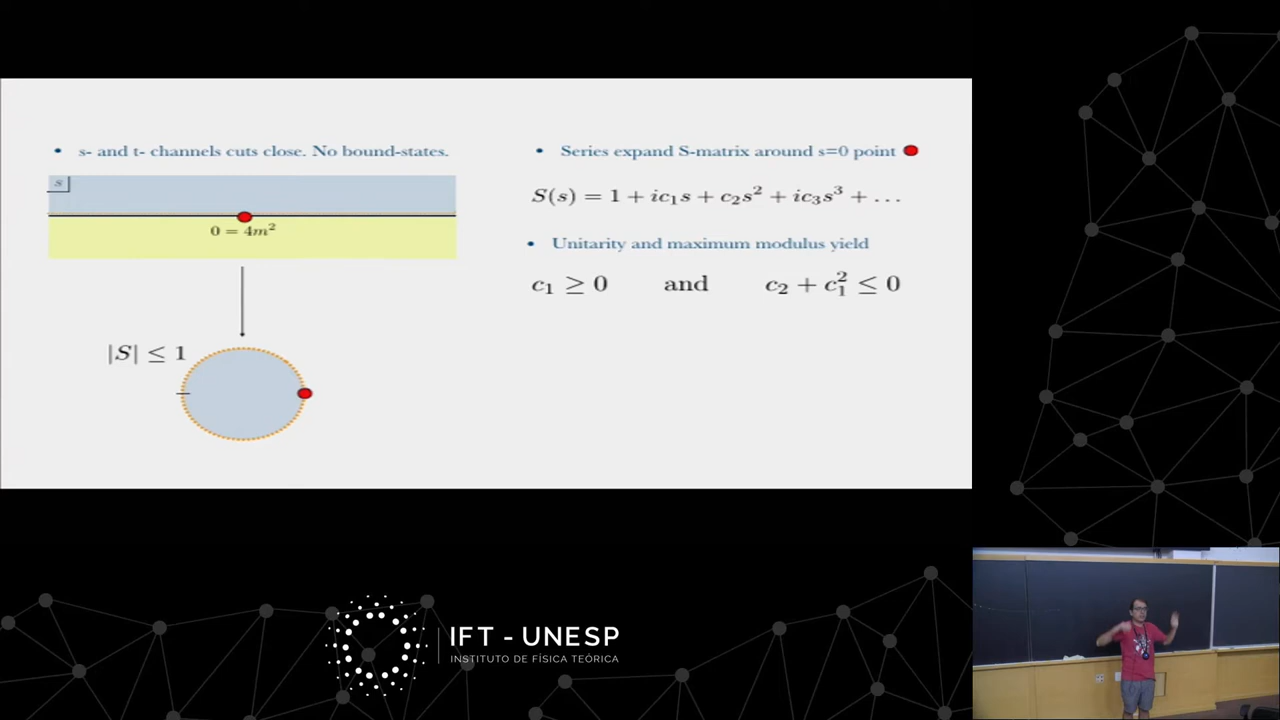 • s- and t- channels cuts close. No bound-states.
s
0 = 4m²
|S| ≤ 1
• Series expand S-matrix around s=0 point
S(s) = 1 + ic₁s + c₂s² + ic₃s³ + . . .
• Unitarity and maximum modulus yield
c₁ ≥ 0 and c₂ + c₁² ≤ 0
IFT - UNESP
INSTITUTO DE FÍSICA TEÓRICA